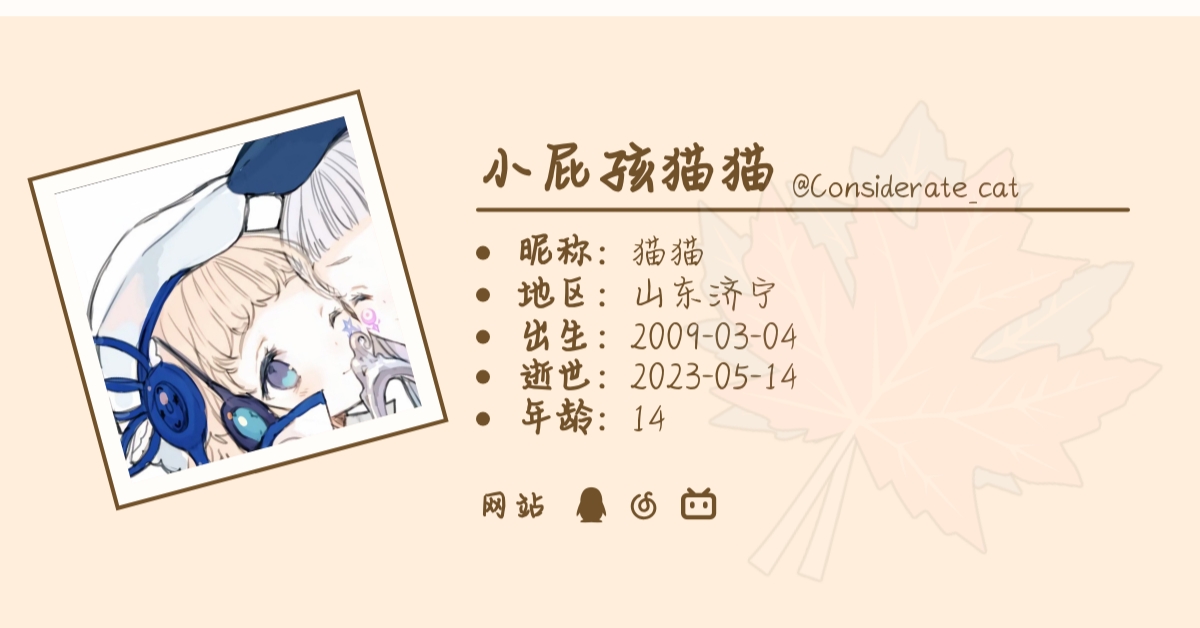 小屁孩猫猫 @Considerate_cat
昵称：猫猫
地区：山东济宁
出生：2009-03-04
逝世：2023-05-14
年龄：14
网站